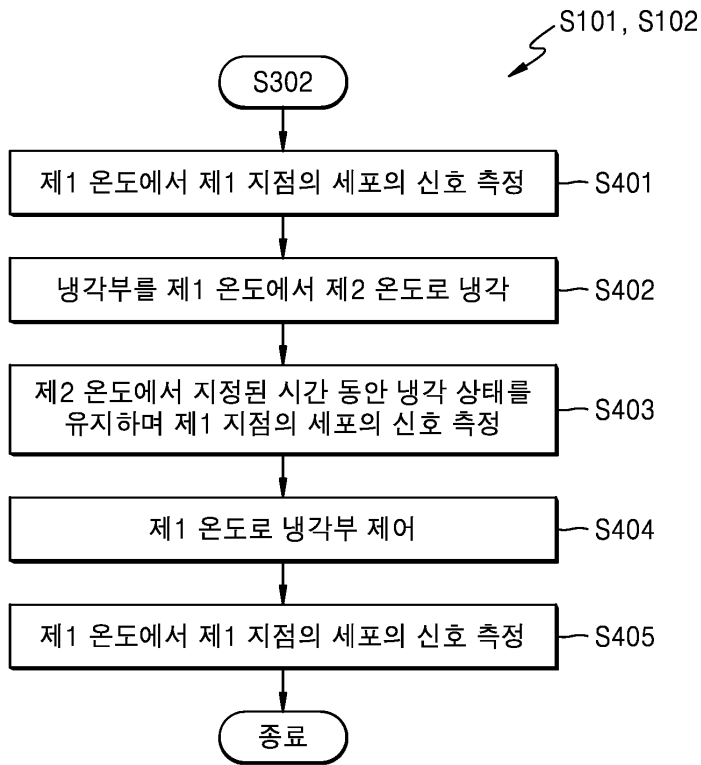 S101, S102
S302
제1 온도에서 제1 지점의 세포의 신호 측정
S401
냉각부를 제1 온도에서 제2 온도로 냉각
S402
제2 온도에서 지정된 시간 동안 냉각 상태를
유지하며 제1 지점의 세포의 신호 측정
S403
제1 온도로 냉각부 제어
S404
제1 온도에서 제1 지점의 세포의 신호 측정
S405
종료